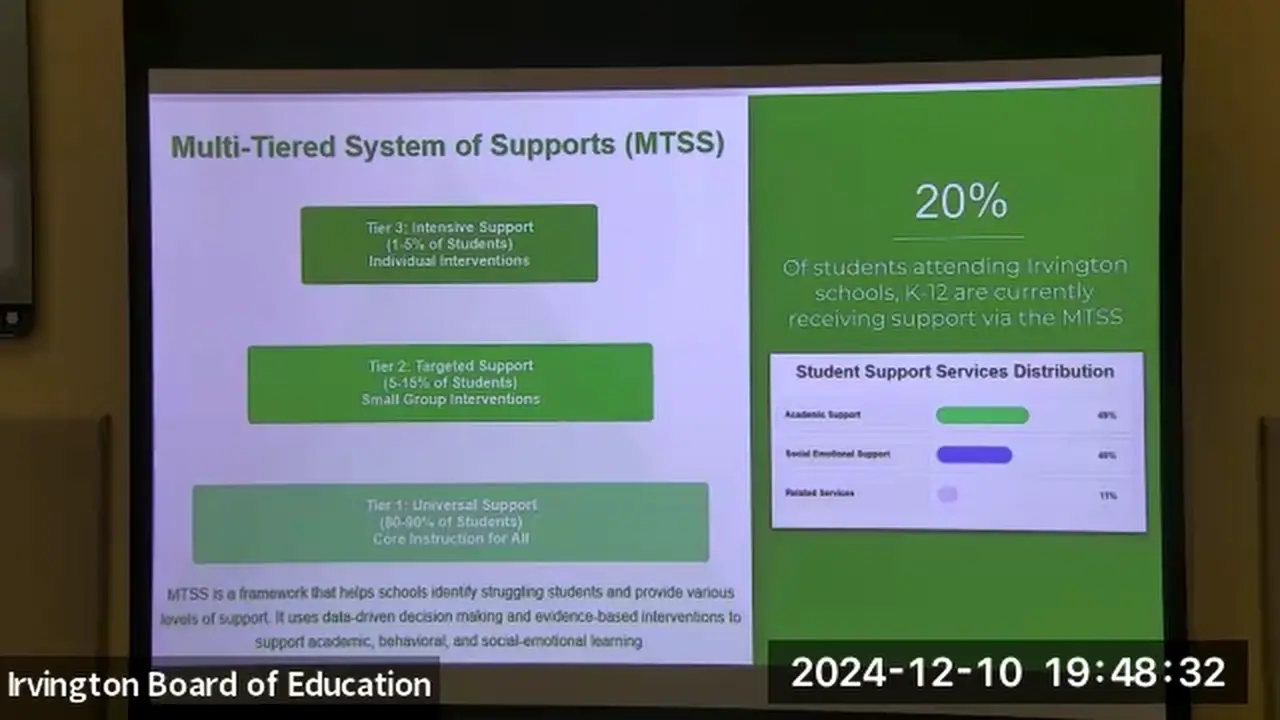 Multi-Tiered System of Supports (MTSS)
Tier 3: Intensive Support
(1-5% of Students)
Individual Interventions
Tier 2: Targeted Support
(5-15% of Students)
Small Group Interventions
Tier 1: Universal Support
(80-90% of Students)
Core Instruction for All
MTSS is a framework that helps schools identify struggling students and provide various
levels of support. It uses data-driven decision making and evidence-based interventions to
support academic, behavioral, and social-emotional learning
20%
Of students attending Irvington
schools, K-12 are currently
receiving support via the MTSS
Student Support Services Distribution
Academic Support
Social Emotional Support
Related Services 11%
Irvington Board of Education
2024-12-10 19:48:32